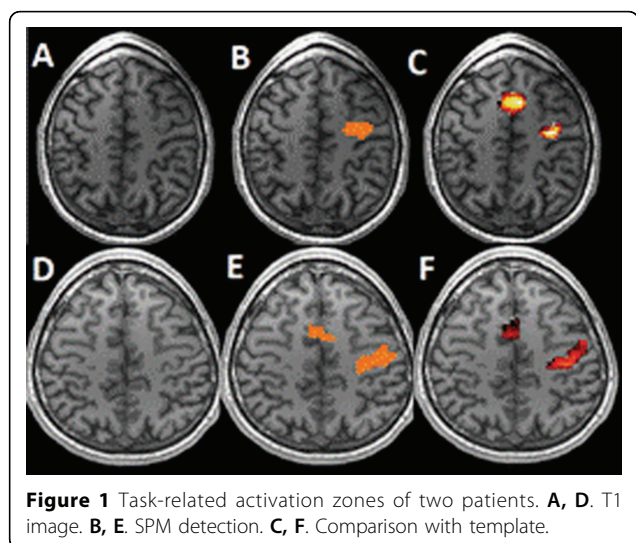 A B C
D E F
Figure 1 Task-related activation zones of two patients. A, D. T1
image. B, E. SPM detection. C, F. Comparison with template.